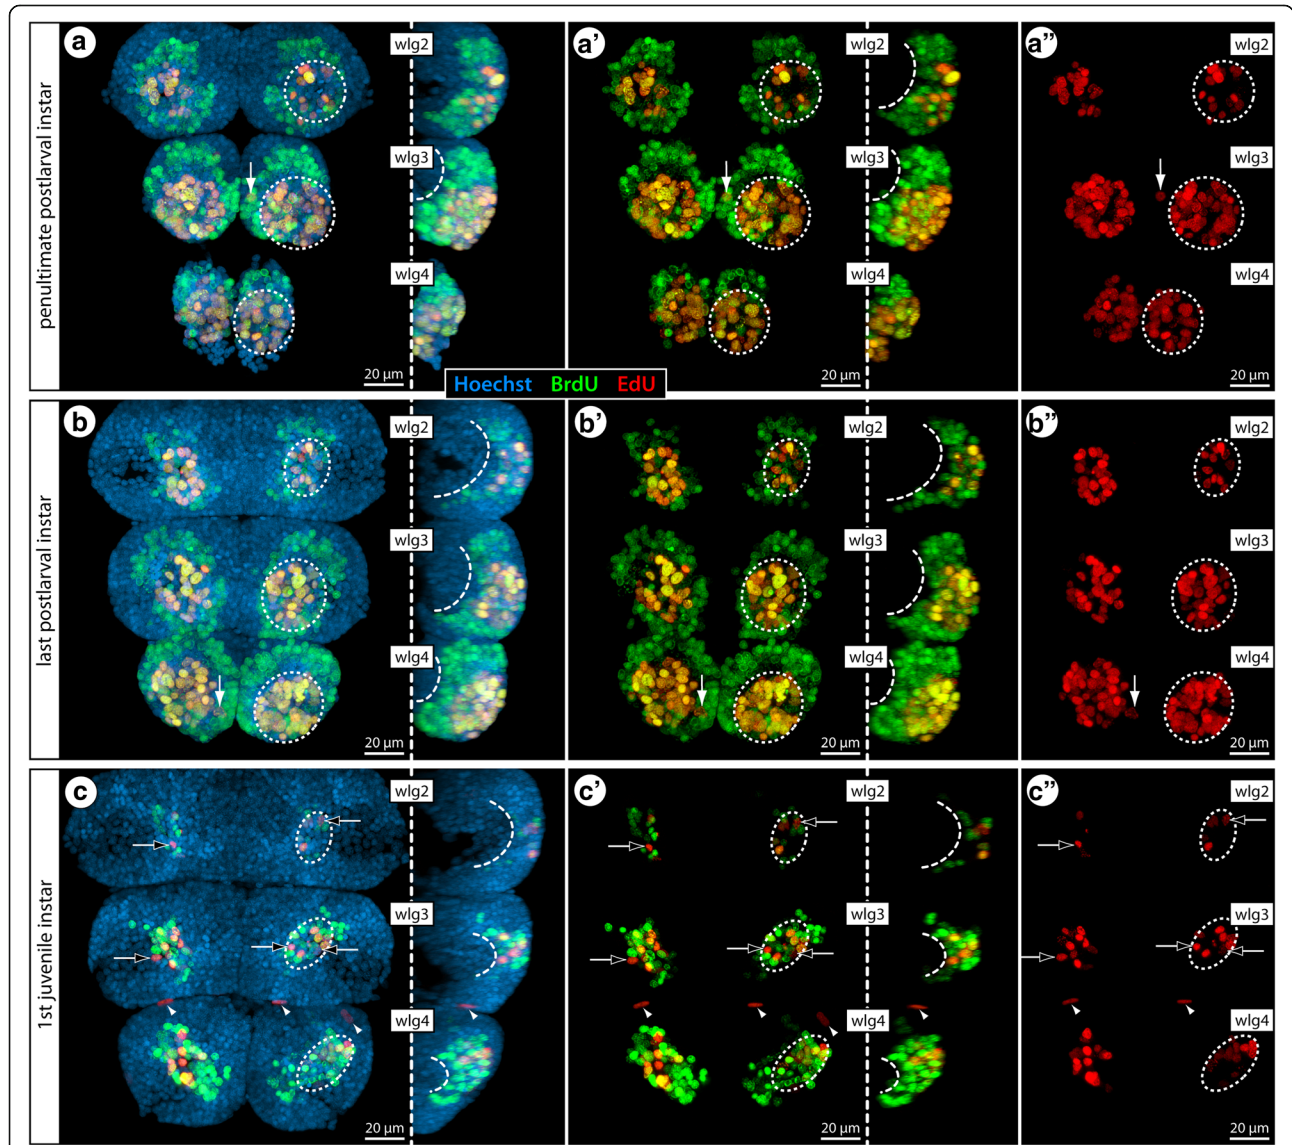 penultimate postlarval instar
a
wlg2
wlg3
wlg4
20 µm
a'
wlg2
wlg3
wlg4
20 µm
a"
wlg2
wlg3
wlg4
20 µm
Hoechst BrdU EdU
last postlarval instar
b
wlg2
wlg3
wlg4
20 µm
b'
wlg2
wlg3
wlg4
20 µm
b"
wlg2
wlg3
wlg4
20 µm
1st juvenile instar
c
wlg2
wlg3
wlg4
20 µm
c'
wlg2
wlg3
wlg4
20 µm
c"
wlg2
wlg3
wlg4
20 µm